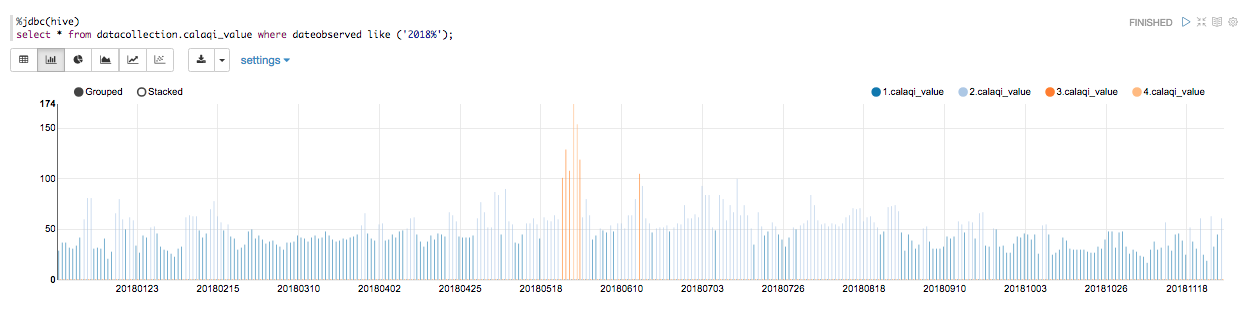 %jdbc(hive)
FINISHED
select * from datacollection.calaqi_value where dateobserved like ('2018%');
settings
Grouped Stacked 1.calaqi_value 2.calaqi_value 3.calaqi_value 4.calaqi_value
174
150
100
50
0
20180123 20180215 20180310 20180402 20180425 20180518 20180610 20180703 20180726 20180818 20180910 20181003 20181026 20181118